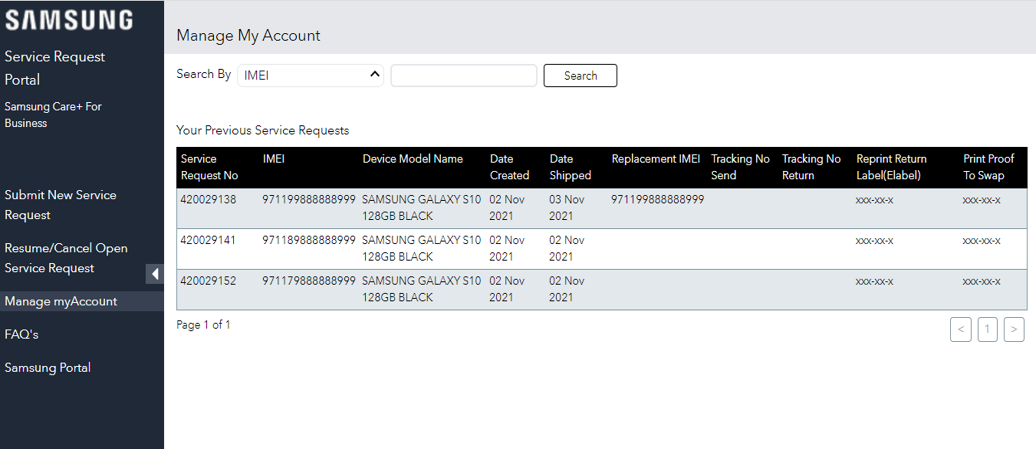 SAMSUNG
Service Request
Portal
Samsung Care+ For
Business
Submit New Service
Request
Resume/Cancel Open
Service Request
Manage myAccount
FAQ's
Samsung Portal
Manage My Account
Search By IMEI Search
Your Previous Service Requests
Service IMEI Device Model Name Date Date Replacement IMEI Tracking No Tracking No Reprint Return Print Proof
Request No Created Shipped Send Return Label(Elabel) To Swap
420029138 971199888888999 SAMSUNG GALAXY S10 02 Nov 03 Nov 971199888888999 xxx-xx-x xxx-xx-x
128GB BLACK 2021 2021
420029141 971189888888999 SAMSUNG GALAXY S10 02 Nov 02 Nov xxx-xx-x xxx-xx-x
128GB BLACK 2021 2021
420029152 971179888888999 SAMSUNG GALAXY S10 02 Nov 02 Nov xxx-xx-x xxx-xx-x
128GB BLACK 2021 2021
Page 1 of 1 < 1 >